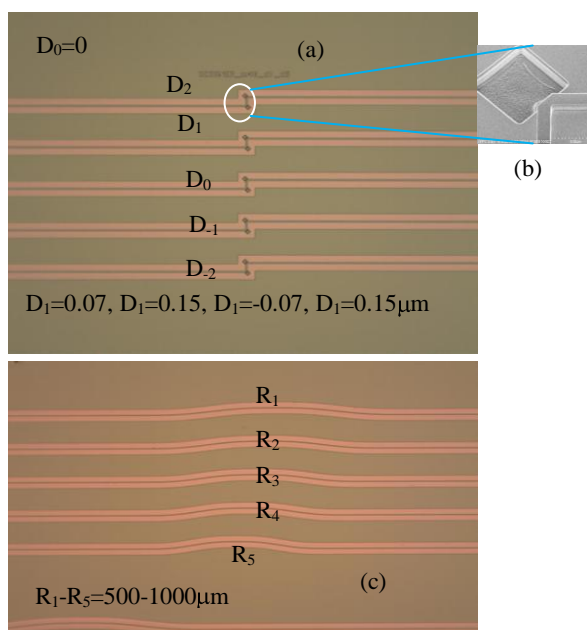 D₀=0
(a)
D₂
D₁
D₀
D₋₁
D₋₂
D₁=0.07, D₁=0.15, D₁=-0.07, D₁=0.15μm
(b)
R₁
R₂
R₃
R₄
R₅
(c)
R₁-R₅=500-1000μm